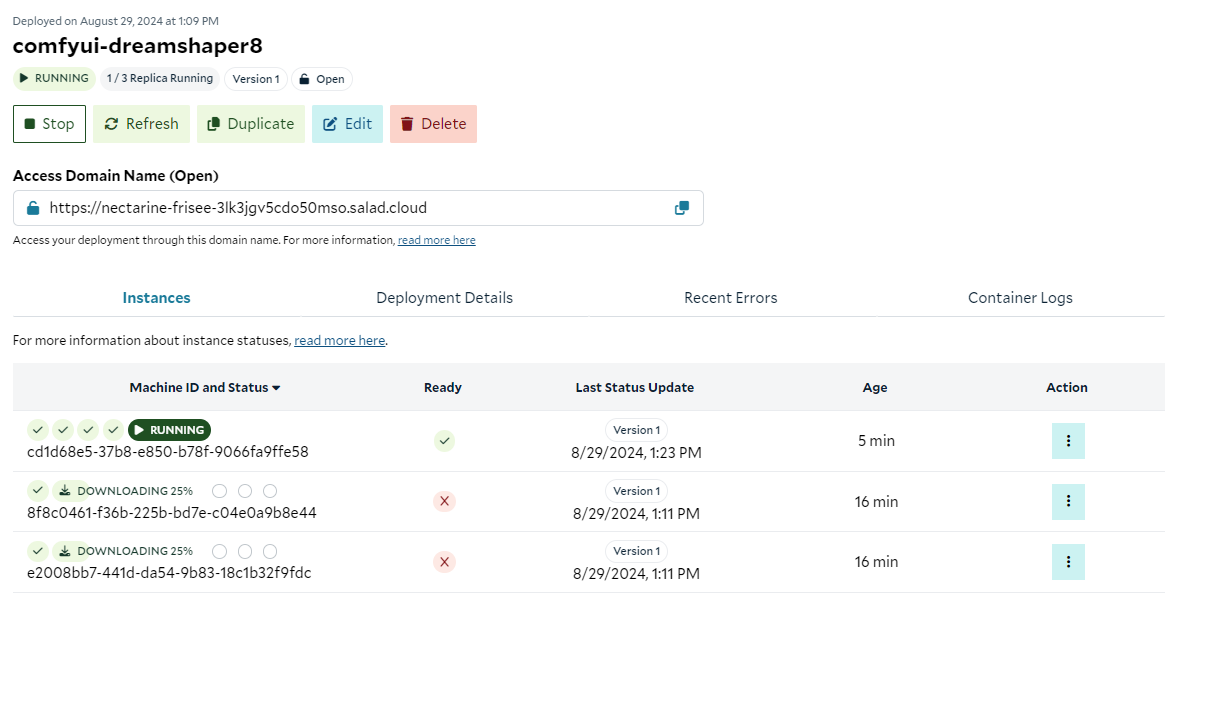 Deployed on August 29, 2024 at 1:09 PM
comfyui-dreamshaper8
RUNNING 1 / 3 Replica Running Version 1 Open
Stop Refresh Duplicate Edit Delete
Access Domain Name (Open)
https://nectarine-frisee-3lk3jgv5cdo50mso.salad.cloud
Access your deployment through this domain name. For more information, read more here
Instances Deployment Details Recent Errors Container Logs
For more information about instance statuses, read more here.
Machine ID and Status Ready Last Status Update Age Action
RUNNING Version 1
cd1d68e5-37b8-e850-b78f-9066fa9ffe58 8/29/2024, 1:23 PM 5 min
DOWNLOADING 25% Version 1
8f8c0461-f36b-225b-bd7e-c04e0a9b8e44 8/29/2024, 1:11 PM 16 min
DOWNLOADING 25% Version 1
e2008bb7-441d-da54-9b83-18c1b32f9fdc 8/29/2024, 1:11 PM 16 min